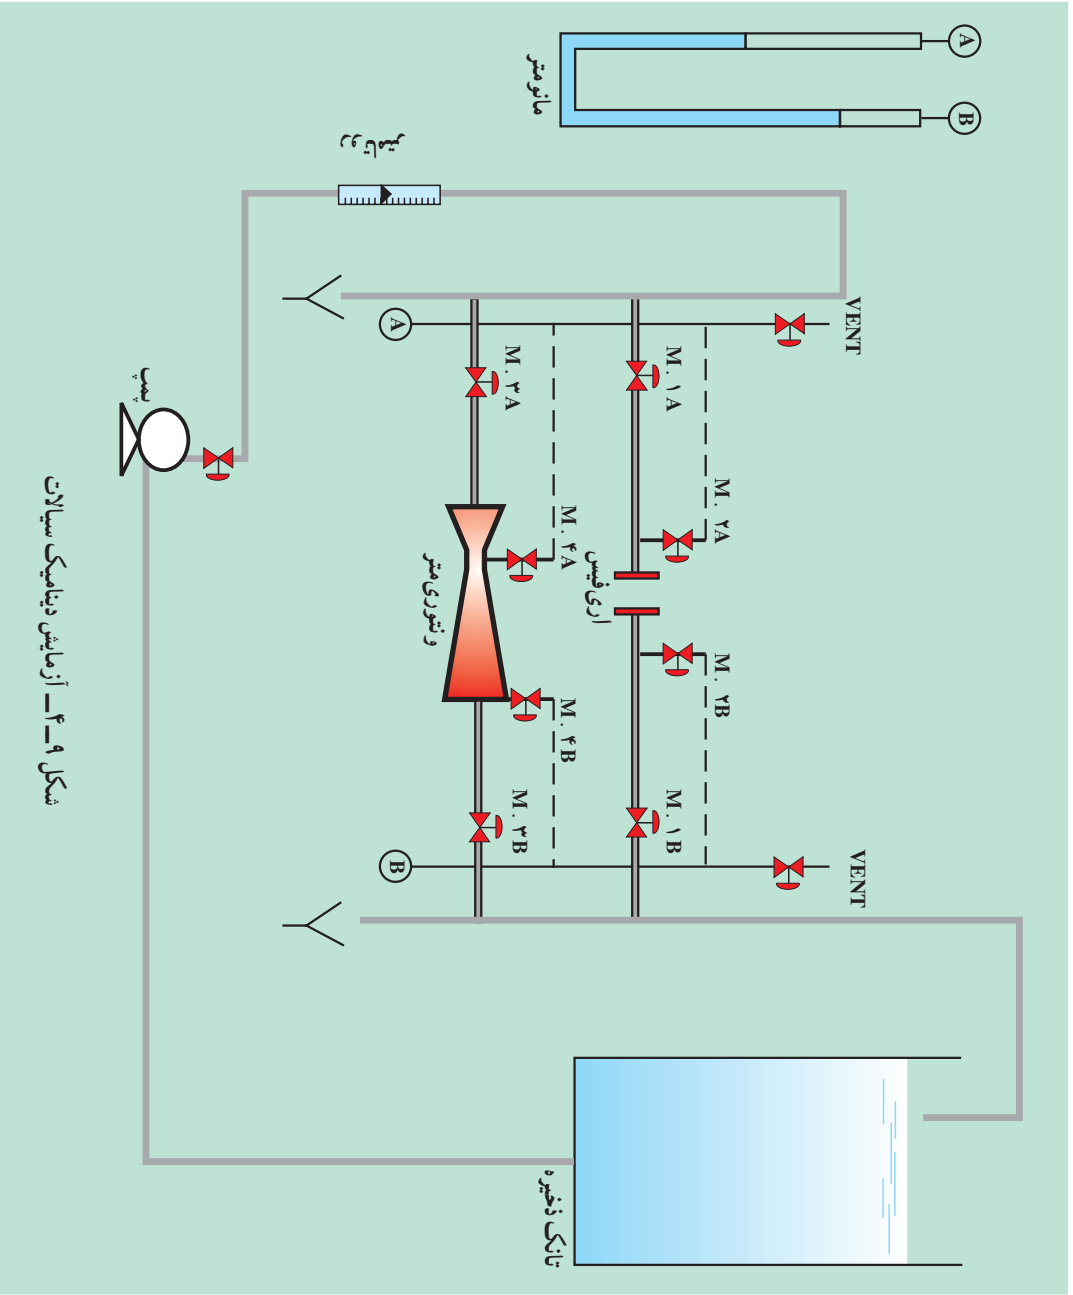 A
B
مانومتر
روتامتر
VENT
A
M. ۱A
M. ۳A
M. ۲A
M. ۴A
پمپ
اریفیس
ونتوری‌متر
M. ۲B
M. ۴B
M. ۱B
M. ۳B
VENT
B
تانک ذخیره
شکل ۹ــ۴ــ آزمایش دینامیک سیالات